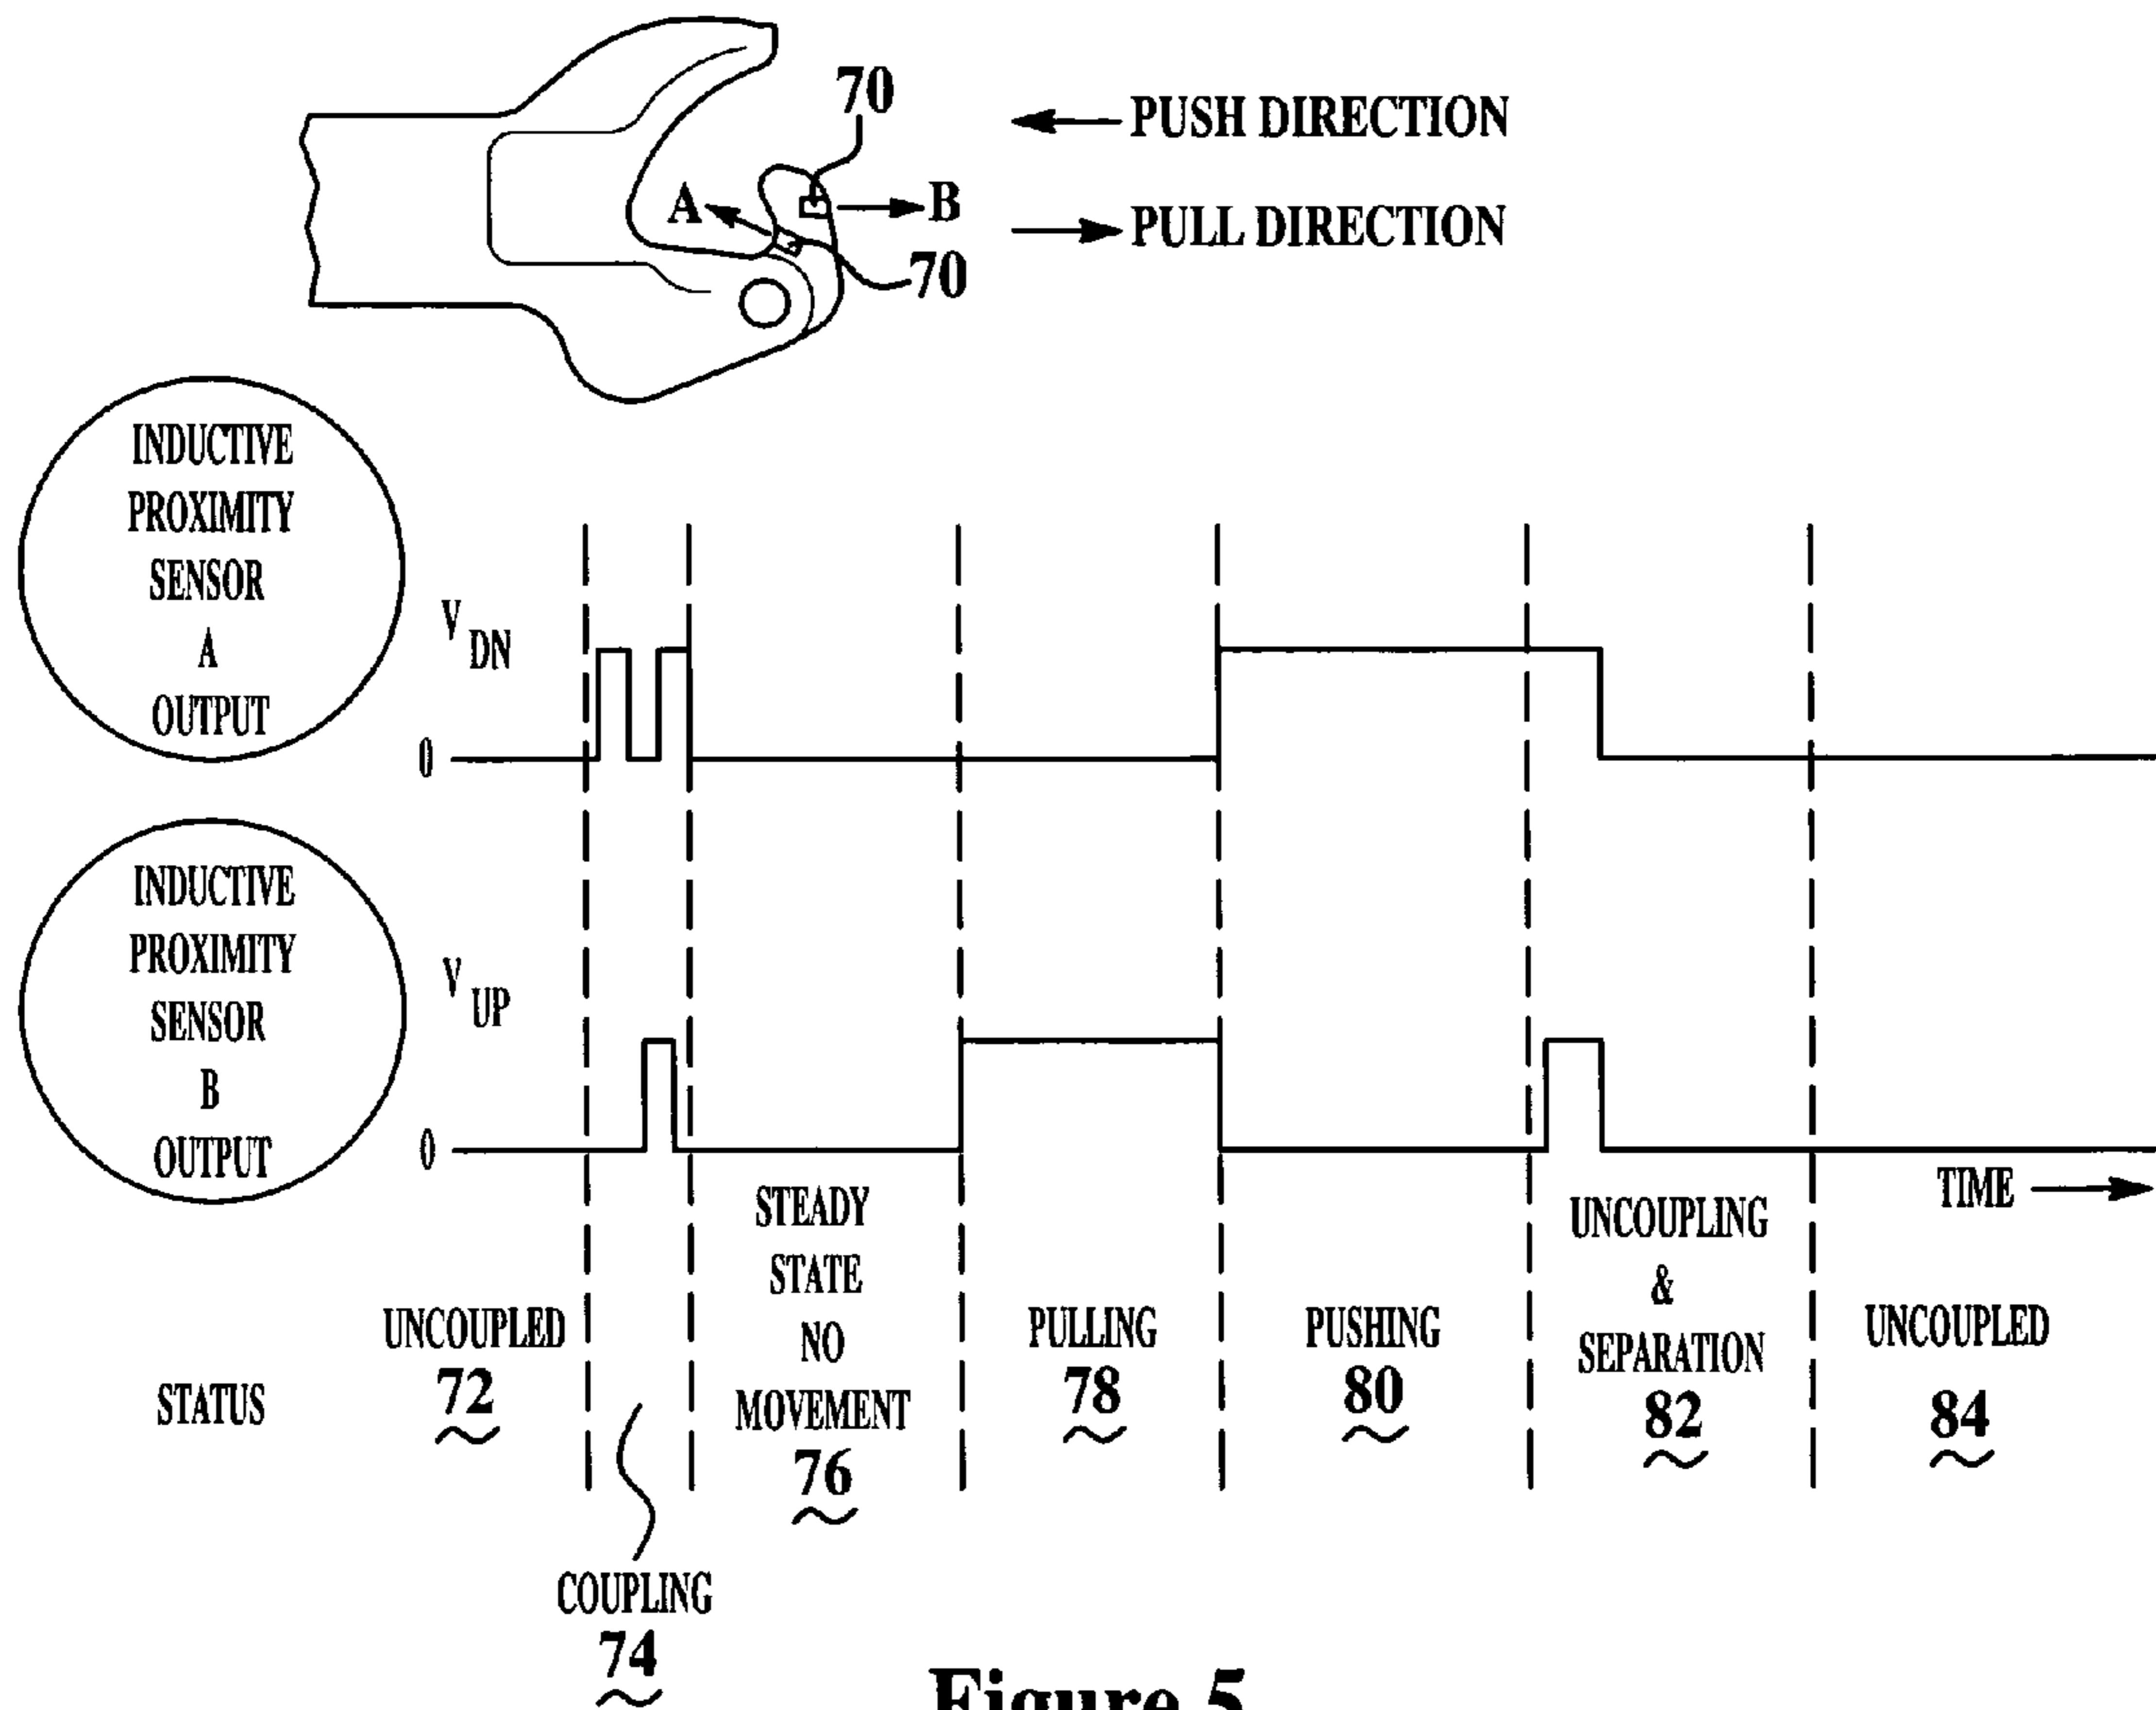 70
PUSH DIRECTION
A
B
PULL DIRECTION
70
INDUCTIVE
PROXIMITY
SENSOR
A
OUTPUT
V DN
0
INDUCTIVE
PROXIMITY
SENSOR
B
OUTPUT
V UP
0
TIME
STATUS
UNCOUPLED
72
COUPLING
74
STEADY
STATE
NO
MOVEMENT
76
PULLING
78
PUSHING
80
UNCOUPLING
&
SEPARATION
82
UNCOUPLED
84
Figure 5